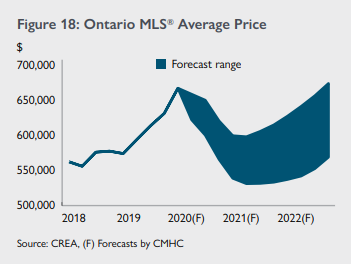 Figure 18: Ontario MLS® Average Price
$
700,000
Forecast range
650,000
600,000
550,000
500,000
2018 2019 2020(F) 2021(F) 2022(F)
Source: CREA, (F) Forecasts by CMHC